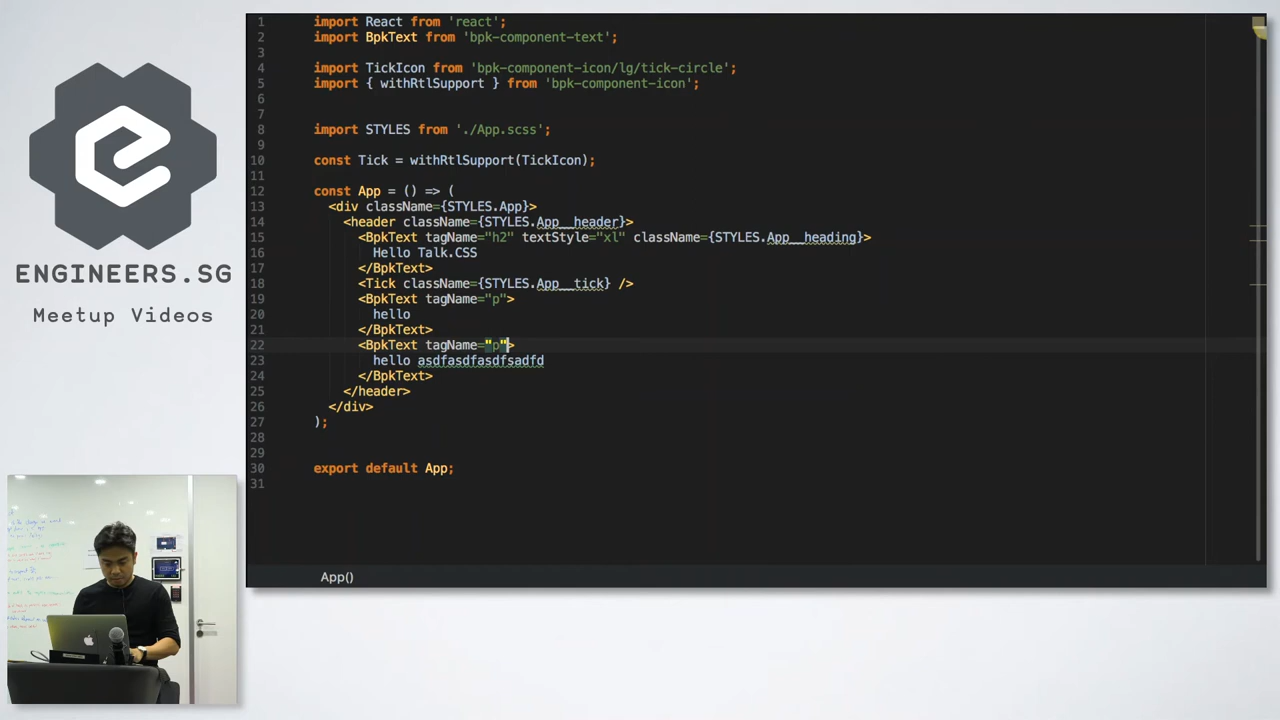 1 import React from 'react';
2 import BpkText from 'bpk-component-text';
3
4 import TickIcon from 'bpk-component-icon/lg/tick-circle';
5 import { withRtlSupport } from 'bpk-component-icon';
6
7
8 import STYLES from './App.scss';
9
10 const Tick = withRtlSupport(TickIcon);
11
12 const App = () => (
13 <div className={STYLES.App}>
14 <header className={STYLES.App__header}>
15 <BpkText tagName="h2" textStyle="xl" className={STYLES.App__heading}>
16 Hello Talk.CSS
17 </BpkText>
18 <Tick className={STYLES.App__tick} />
19 <BpkText tagName="p">
20 hello
21 </BpkText>
22 <BpkText tagName="p">
23 hello asdfasdfasdfsadfd
24 </BpkText>
25 </header>
26 </div>
27 );
28
29
30 export default App;
31
App()
ENGINEERS.SG
Meetup Videos